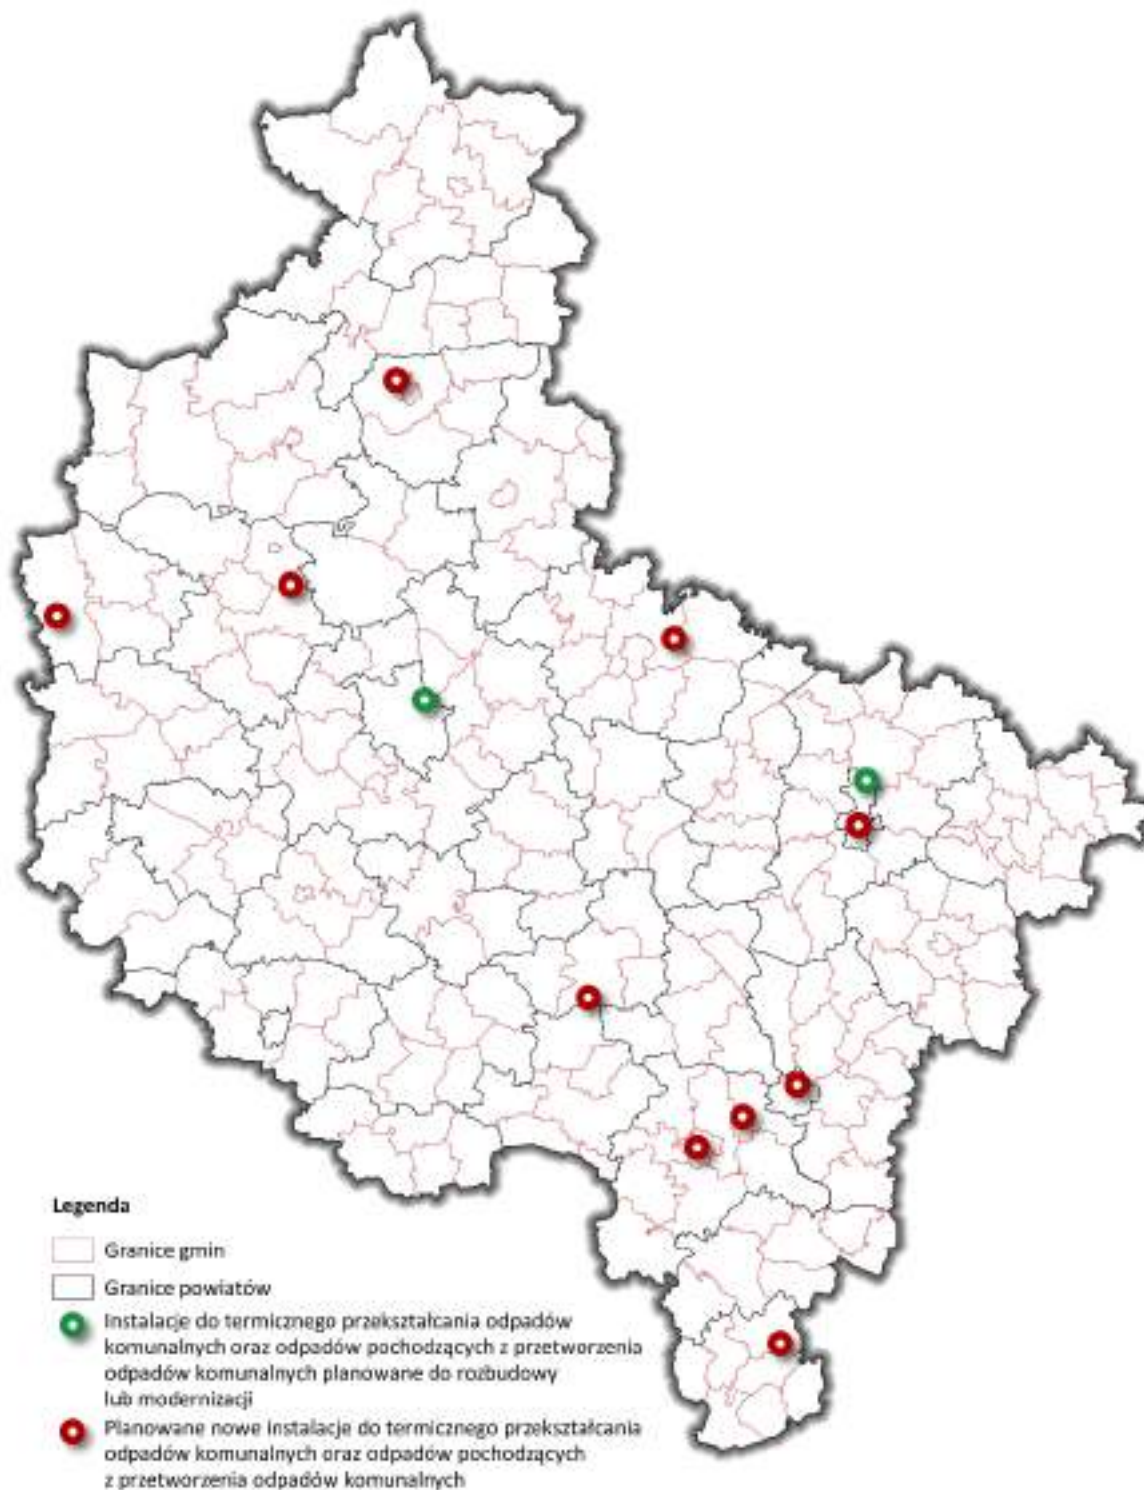 Legenda
Granice gmin
Granice powiatów
Instalacje do termicznego przekształcania odpadów
komunalnych oraz odpadów pochodzących z przetworzenia
odpadów komunalnych planowane do rozbudowy
lub modernizacji
Planowane nowe instalacje do termicznego przekształcania
odpadów komunalnych oraz odpadów pochodzących
z przetworzenia odpadów komunalnych